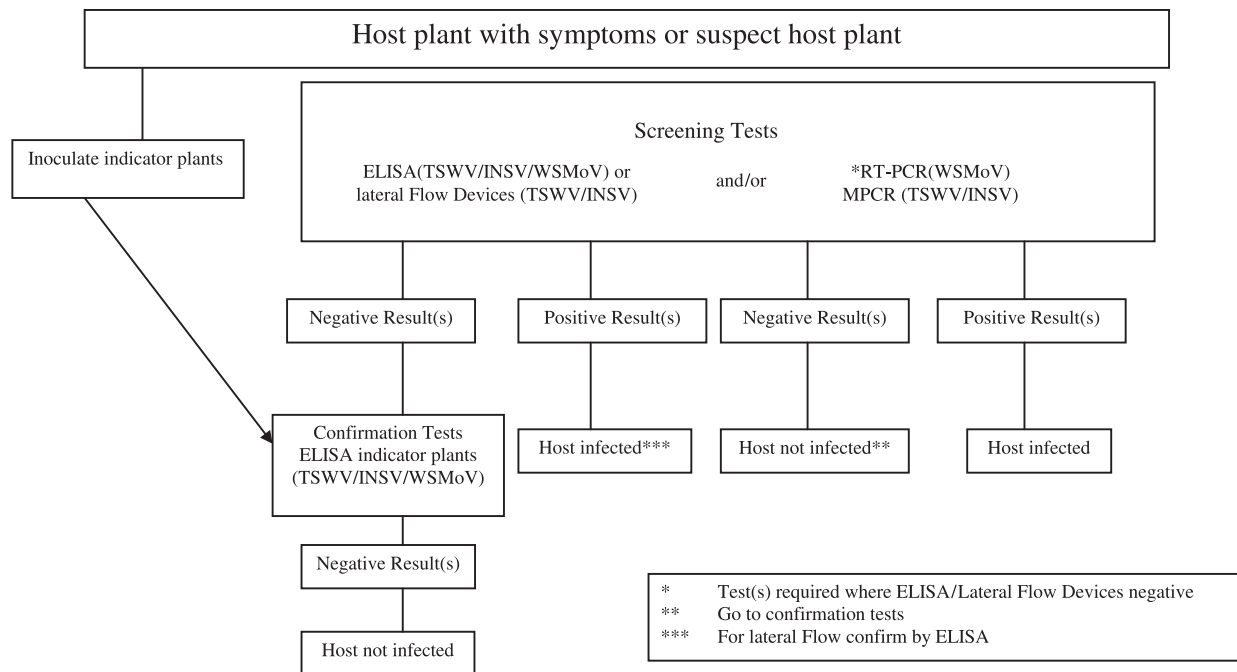 Host plant with symptoms or suspect host plant
Inoculate indicator plants
Screening Tests
ELISA(TSWV/INSV/WSMoV) or
lateral Flow Devices (TSWV/INSV)
and/or
*RT-PCR(WSMoV)
MPCR (TSWV/INSV)
Negative Result(s)
Positive Result(s)
Negative Result(s)
Positive Result(s)
Confirmation Tests
ELISA indicator plants
(TSWV/INSV/WSMoV)
Host infected***
Host not infected**
Host infected
Negative Result(s)
Host not infected
* Test(s) required where ELISA/Lateral Flow Devices negative
** Go to confirmation tests
*** For lateral Flow confirm by ELISA